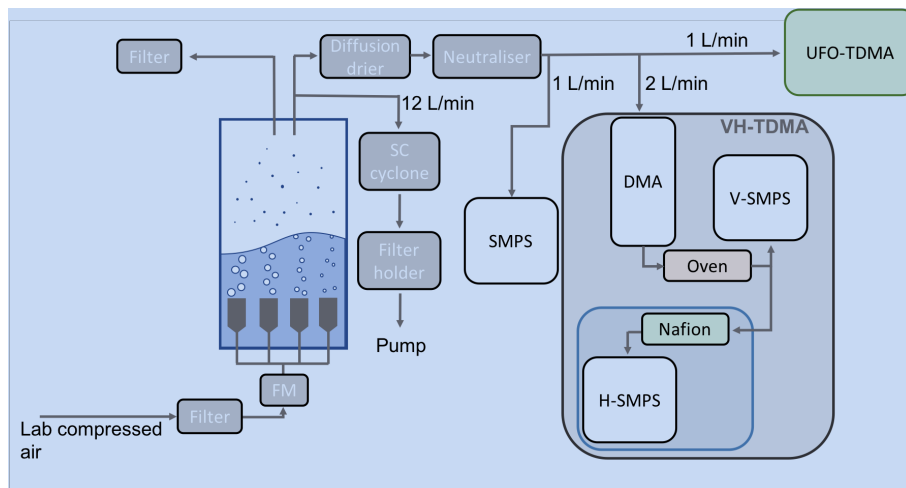 1 L/min
UFO-TDMA
Filter
Diffusion
drier
Neutraliser
12 L/min
1 L/min
2 L/min
VH-TDMA
SC
cyclone
DMA
V-SMPS
SMPS
Filter
holder
Oven
Nafion
Pump
H-SMPS
FM
Filter
Lab compressed
air